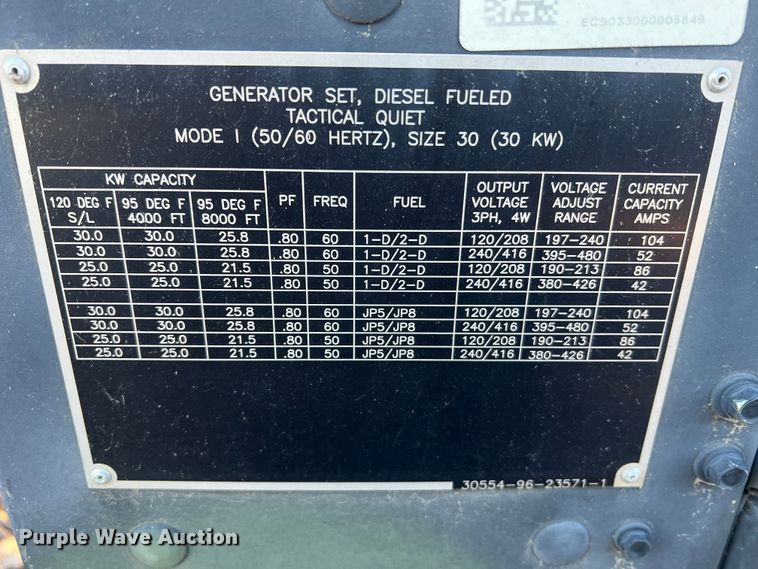 ECS033000005849
GENERATOR SET, DIESEL FUELED
TACTICAL QUIET
MODE I (50/60 HERTZ), SIZE 30 (30 KW)
KW CAPACITY PF FREQ FUEL OUTPUT VOLTAGE 3PH, 4W VOLTAGE ADJUST RANGE CURRENT CAPACITY AMPS
120 DEG F S/L 95 DEG F 4000 FT 95 DEG F 8000 FT
30.0 30.0 25.8 .80 60 1-D/2-D 120/208 197-240 104
30.0 30.0 25.8 .80 60 1-D/2-D 240/416 395-480 52
25.0 25.0 21.5 .80 50 1-D/2-D 120/208 190-213 86
25.0 25.0 21.5 .80 50 1-D/2-D 240/416 380-426 42
30.0 30.0 25.8 .80 60 JP5/JP8 120/208 197-240 104
30.0 30.0 25.8 .80 60 JP5/JP8 240/416 395-480 52
25.0 25.0 21.5 .80 50 JP5/JP8 120/208 190-213 86
25.0 25.0 21.5 .80 50 JP5/JP8 240/416 380-426 42
30554-96-23571-1
Purple Wave Auction